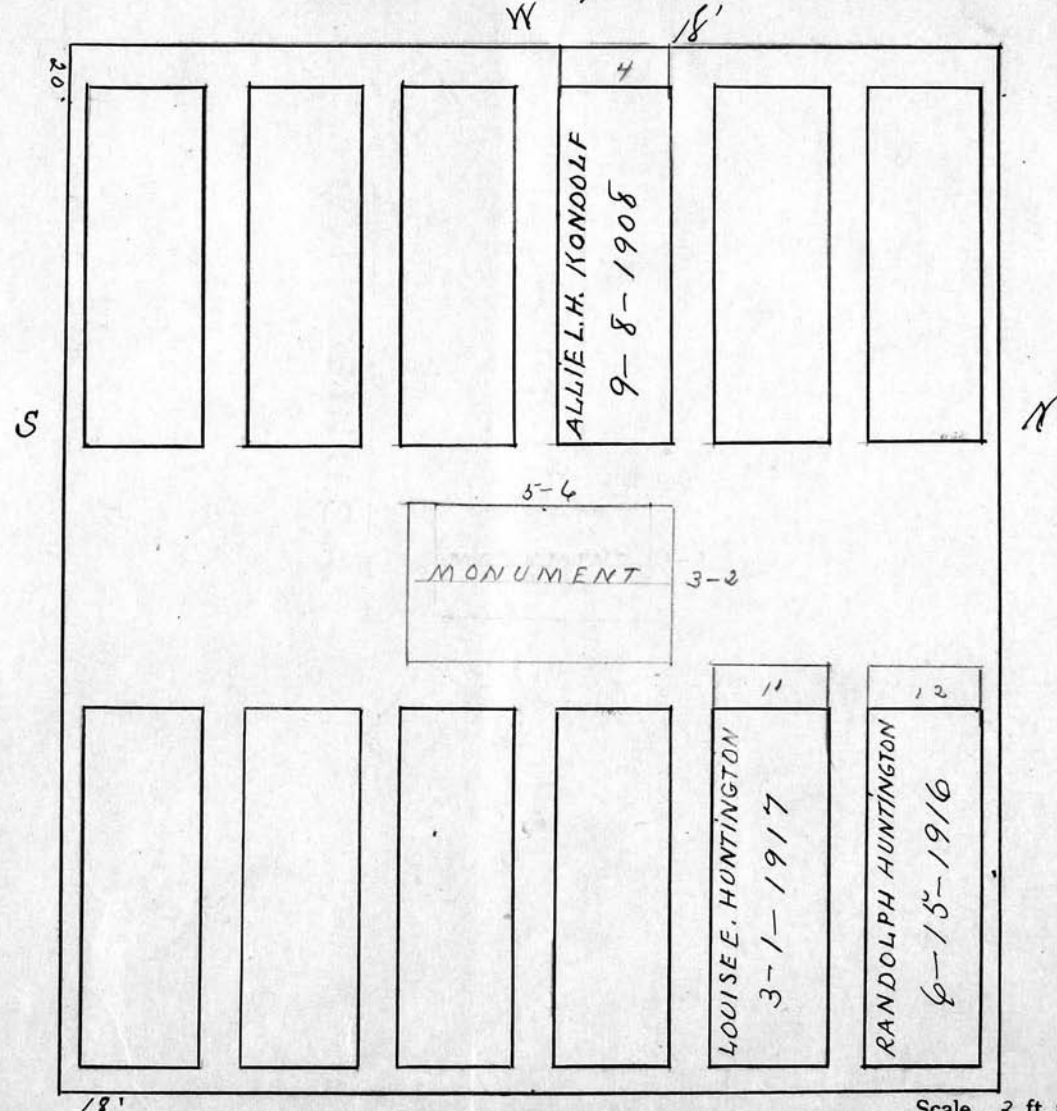 W
18'
20'
4
ALLIE L.H. KONDOLF
9-8-1908
S
N
5-6
MONUMENT
3-2
11
12
LOUISE E. HUNTINGTON
3-1-1917
RANDOLPH HUNTINGTON
6-15-1916
18'
Scale 3 ft.